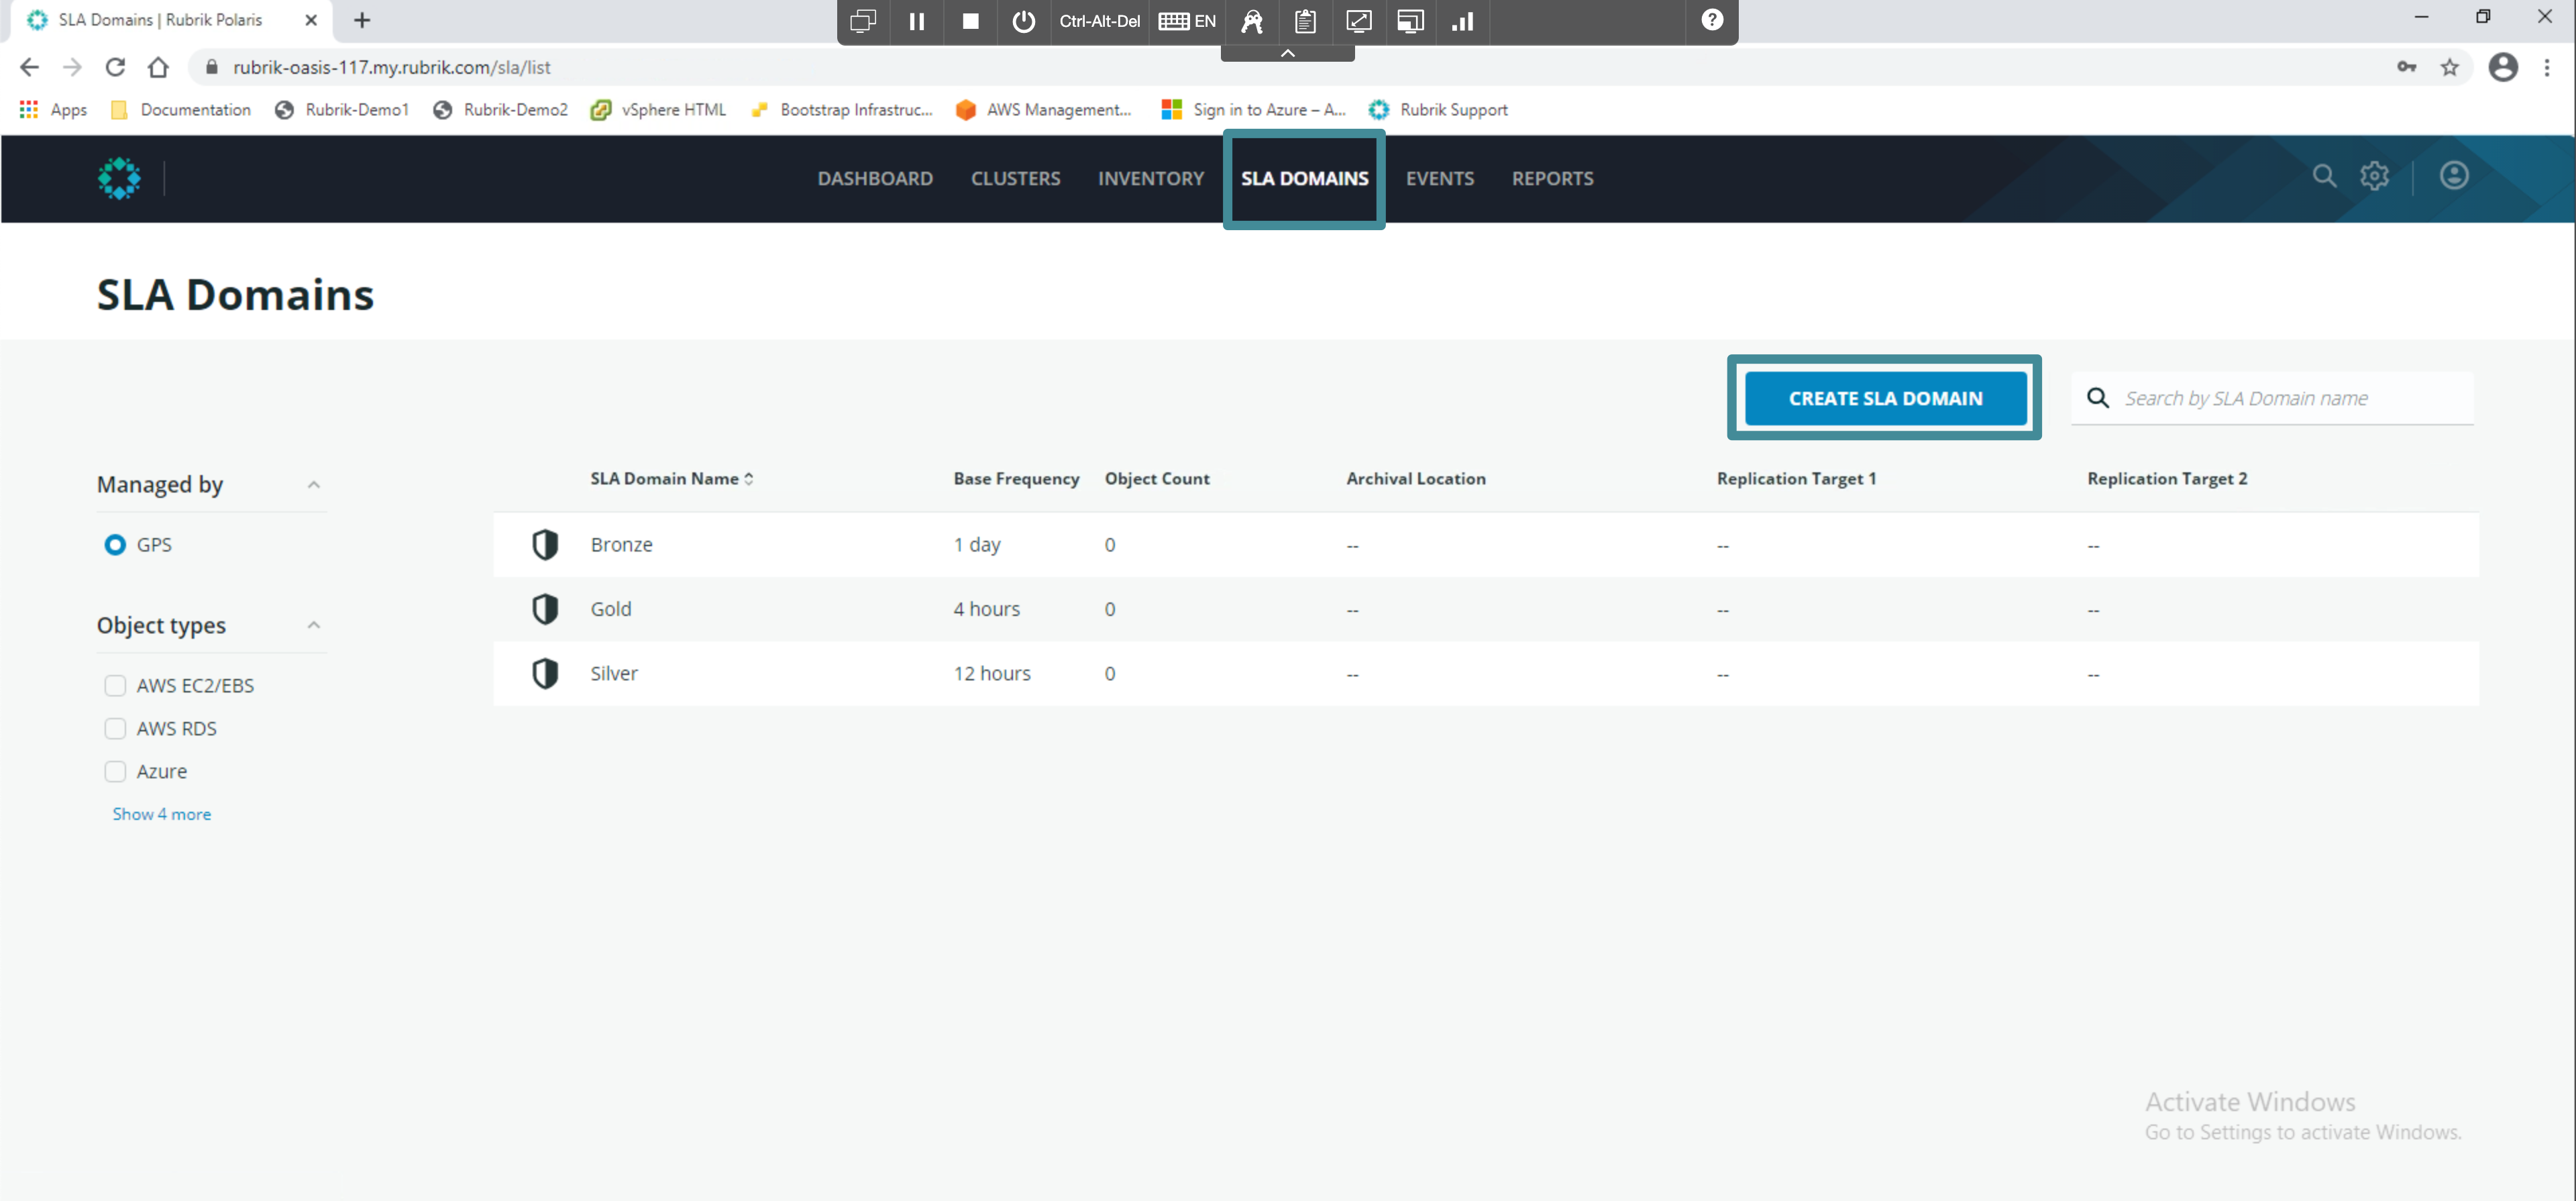 SLA Domains | Rubrik Polaris
Ctrl-Alt-Del EN
rubrik-oasis-117.my.rubrik.com/sla/list
Apps Documentation Rubrik-Demo1 Rubrik-Demo2 vSphere HTML Bootstrap Infrastruc... AWS Management... Sign in to Azure – A... Rubrik Support
DASHBOARD CLUSTERS INVENTORY SLA DOMAINS EVENTS REPORTS
SLA Domains
CREATE SLA DOMAIN Search by SLA Domain name
Managed by
GPS
Object types
AWS EC2/EBS
AWS RDS
Azure
Show 4 more
SLA Domain Name Base Frequency Object Count Archival Location Replication Target 1 Replication Target 2
Bronze 1 day 0 -- -- --
Gold 4 hours 0 -- -- --
Silver 12 hours 0 -- -- --
Activate Windows
Go to Settings to activate Windows.